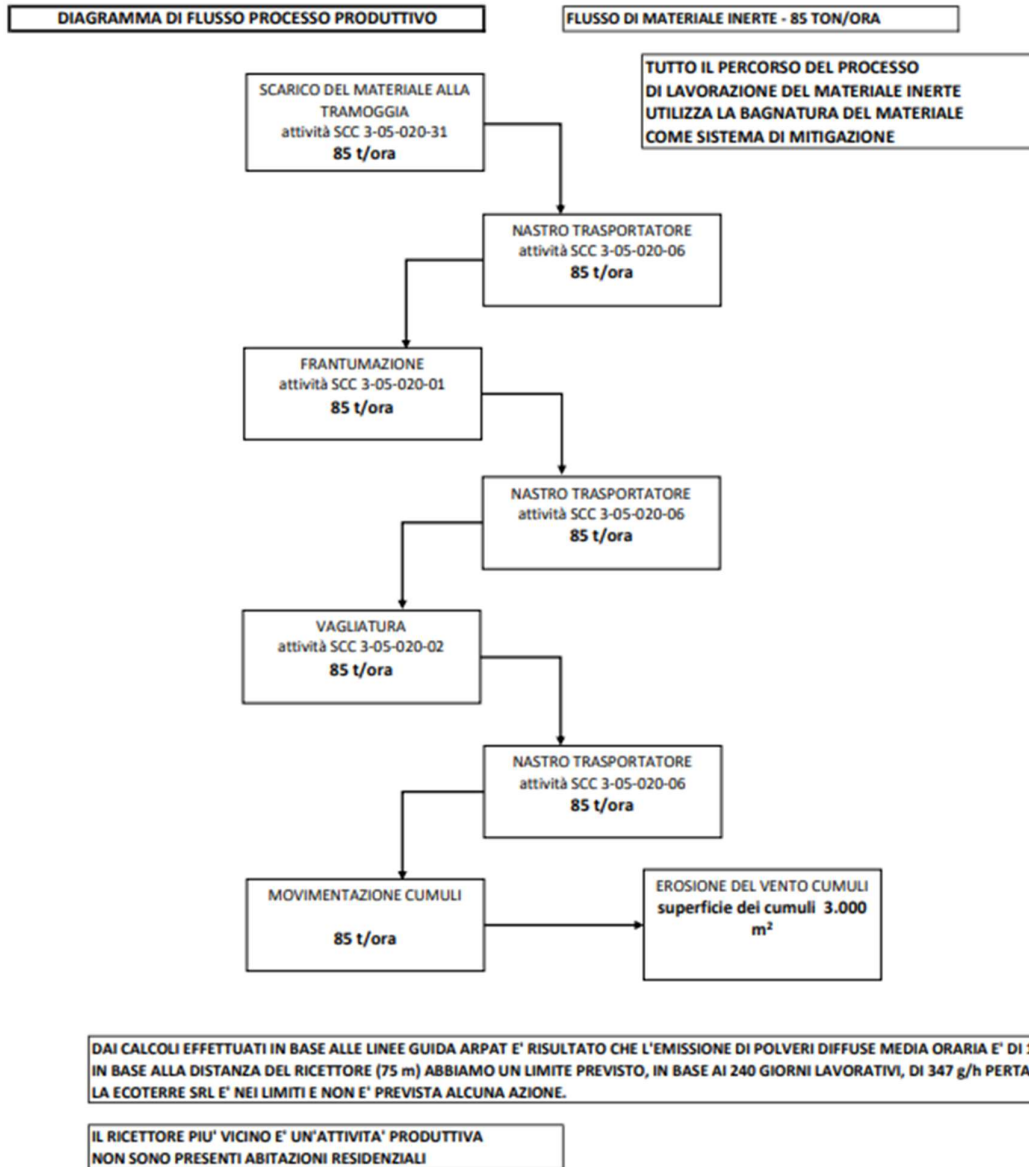 DIAGRAMMA DI FLUSSO PROCESSO PRODUTTIVO
FLUSSO DI MATERIALE INERTE - 85 TON/ORA
TUTTO IL PERCORSO DEL PROCESSO
DI LAVORAZIONE DEL MATERIALE INERTE
UTILIZZA LA BAGNATURA DEL MATERIALE
COME SISTEMA DI MITIGAZIONE
SCARICO DEL MATERIALE ALLA
TRAMOGGIA
attività SCC 3-05-020-31
85 t/ora
NASTRO TRASPORTATORE
attività SCC 3-05-020-06
85 t/ora
FRANTUMAZIONE
attività SCC 3-05-020-01
85 t/ora
NASTRO TRASPORTATORE
attività SCC 3-05-020-06
85 t/ora
VAGLIATURA
attività SCC 3-05-020-02
85 t/ora
NASTRO TRASPORTATORE
attività SCC 3-05-020-06
85 t/ora
MOVIMENTAZIONE CUMULI
85 t/ora
EROSIONE DEL VENTO CUMULI
superficie dei cumuli 3.000
m²
DAI CALCOLI EFFETTUATI IN BASE ALLE LINEE GUIDA ARPAT E' RISULTATO CHE L'EMISSIONE DI POLVERI DIFFUSE MEDIA ORARIA E' DI
IN BASE ALLA DISTANZA DEL RICETTORE (75 m) ABBIAMO UN LIMITE PREVISTO, IN BASE AI 240 GIORNI LAVORATIVI, DI 347 g/h PERTA
LA ECOTERRE SRL E' NEI LIMITI E NON E' PREVISTA ALCUNA AZIONE.
IL RICETTORE PIU' VICINO E' UN'ATTIVITA' PRODUTTIVA
NON SONO PRESENTI ABITAZIONI RESIDENZIALI